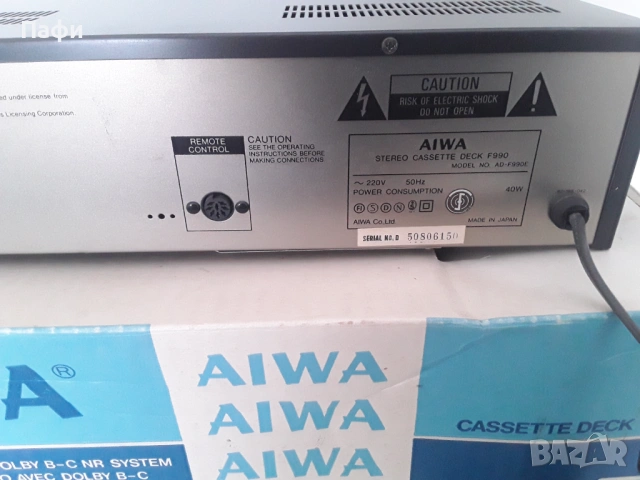 Пафи
ed under license from
s Licensing Corporation
REMOTE CONTROL
CAUTION
SEE THE OPERATING
INSTRUCTIONS BEFORE
MAKING CONNECTIONS
CAUTION
RISK OF ELECTRIC SHOCK
DO NOT OPEN
AIWA
STEREO CASSETTE DECK F990
MODEL NO. AD-F990E
~ 220V 50Hz
POWER CONSUMPTION 40W
AIWA Co.Ltd.
MADE IN JAPAN
SERIAL NO. D 50806150
A®
AIWA
AIWA
AIWA
CASSETTE DECK
OLBY B-C NR SYSTEM
AVEC DOLBY B-C
BAZAR